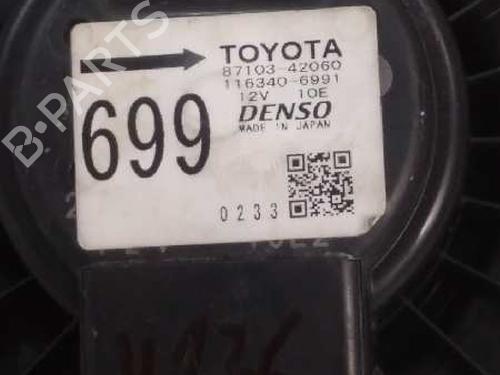 TOYOTA
87103-42060
116340-6991
12V 10E
DENSO
MADE IN JAPAN
699
0233
B-PARTS